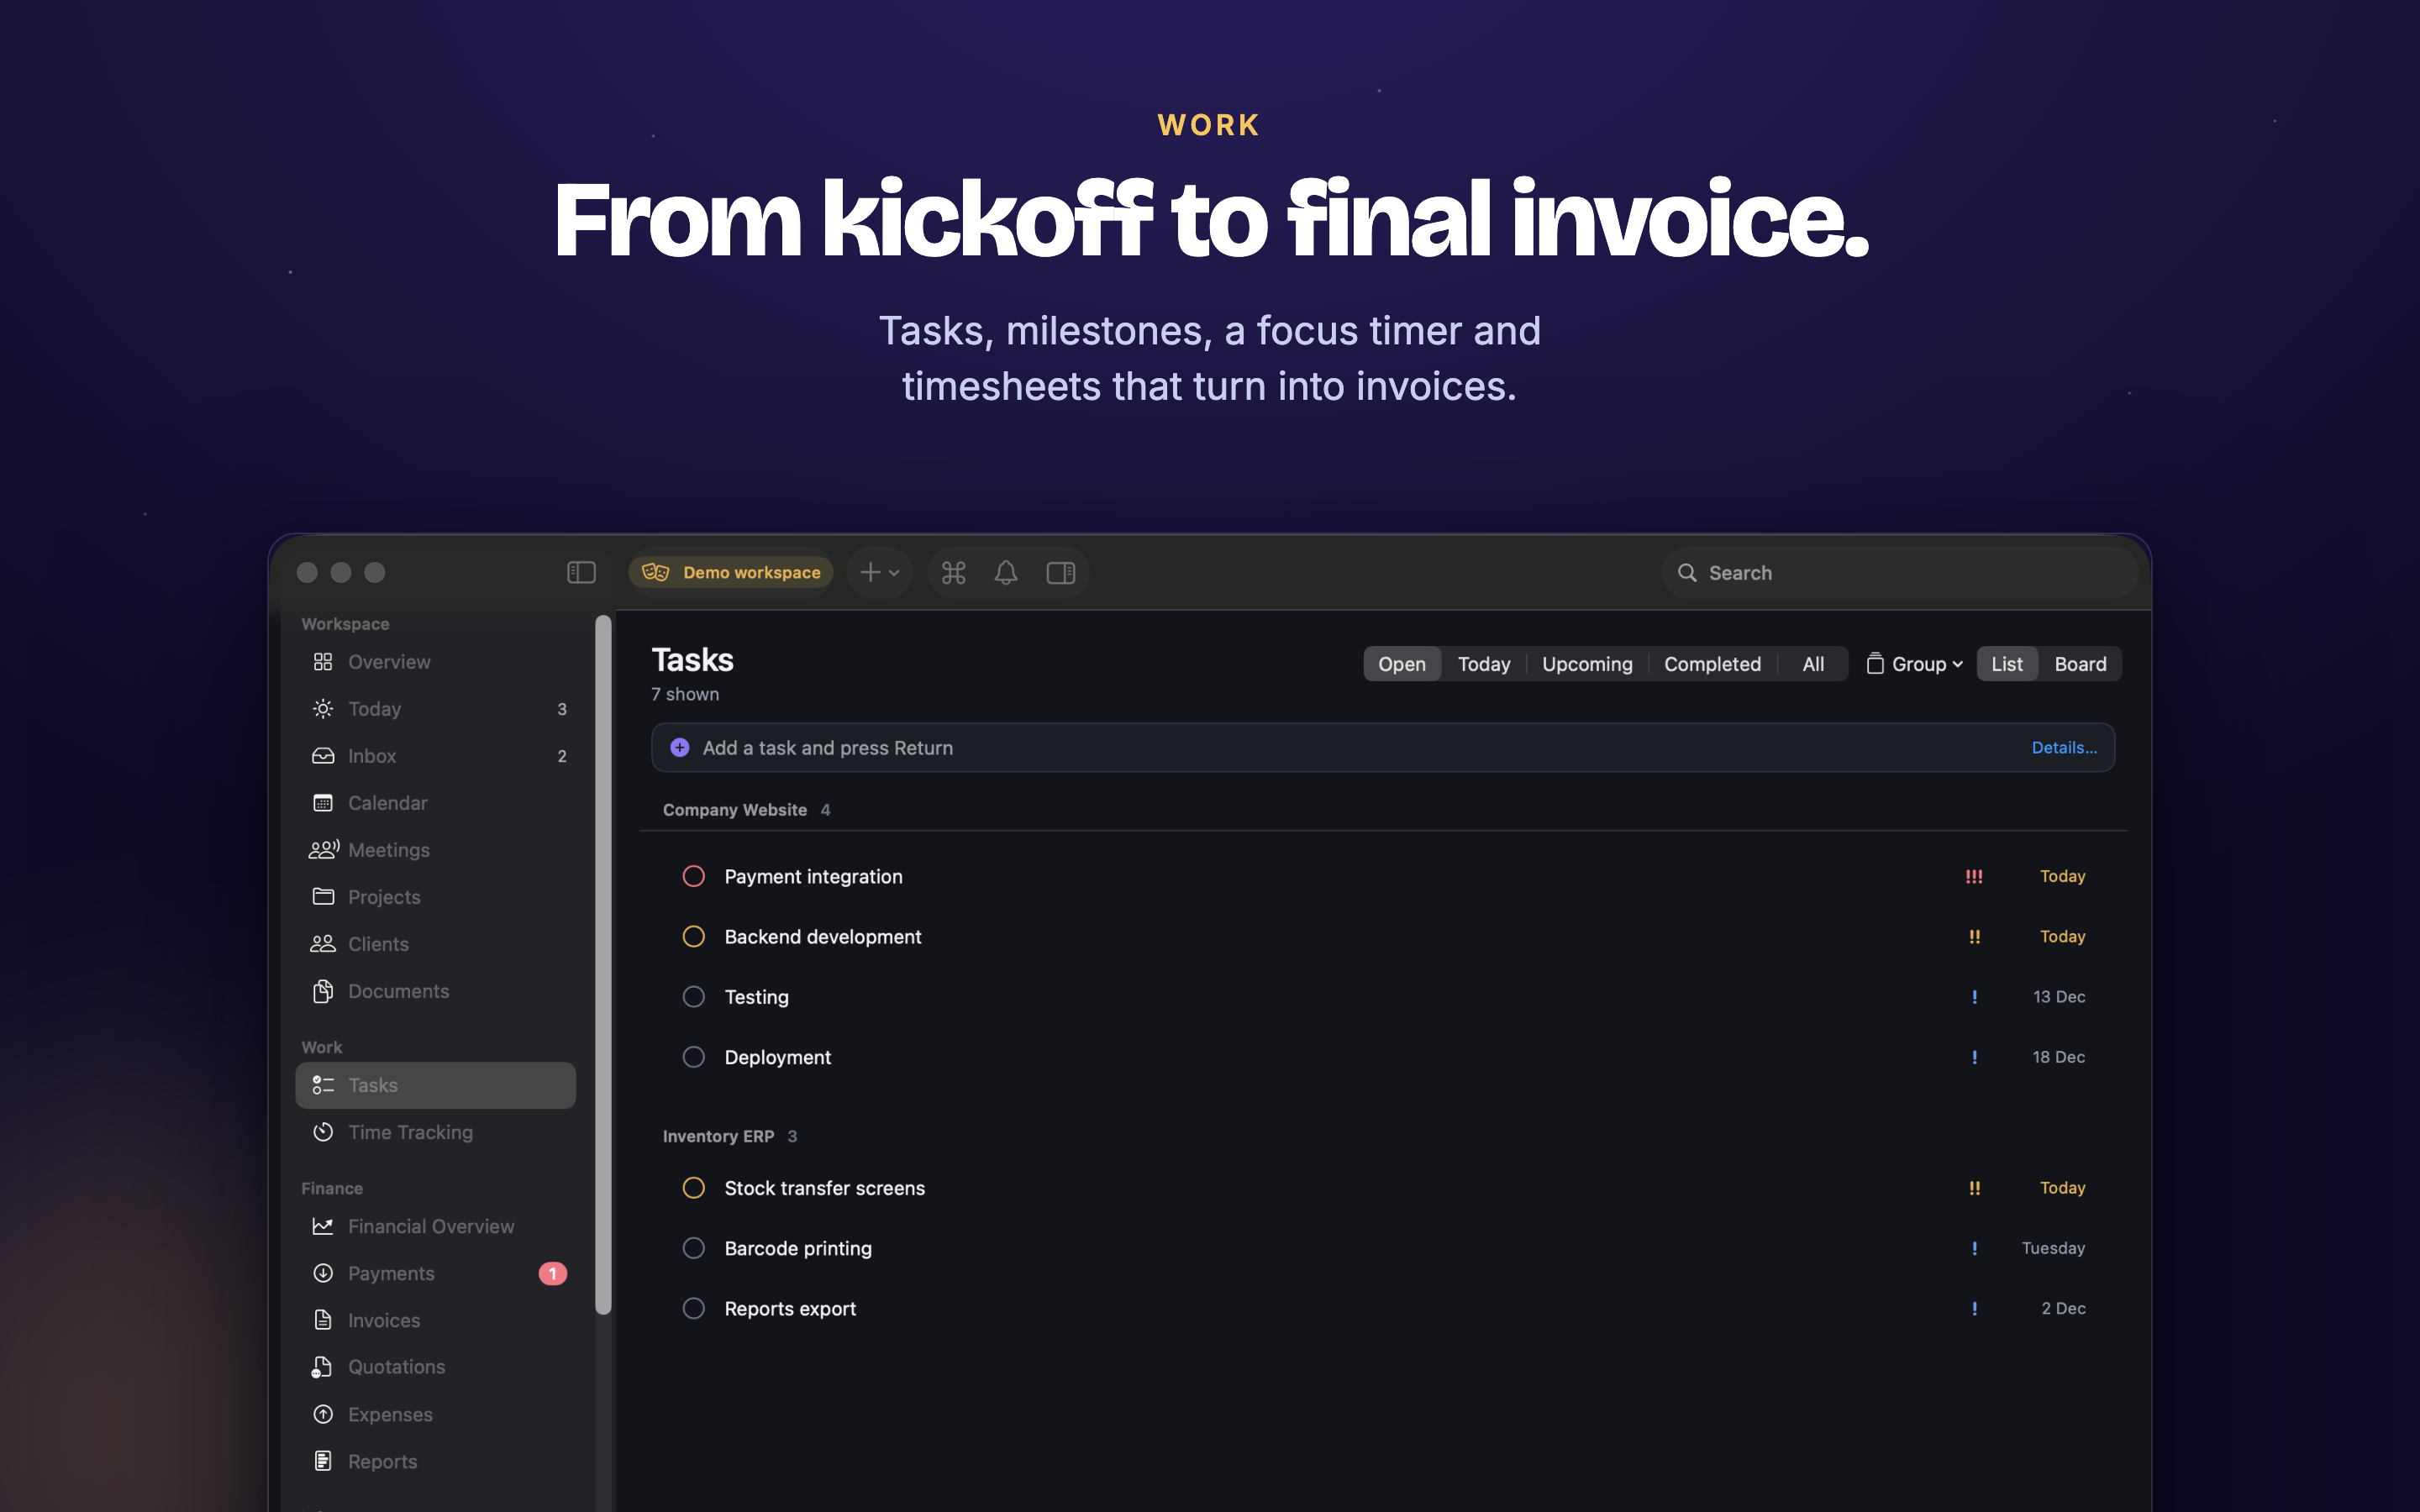 WORK
From kickoff to final invoice.
Tasks, milestones, a focus timer and
timesheets that turn into invoices.
Demo workspace
Search
Workspace
Overview
Today 3
Inbox 2
Calendar
Meetings
Projects
Clients
Documents
Work
Tasks
Time Tracking
Finance
Financial Overview
Payments 1
Invoices
Quotations
Expenses
Reports
Tasks
7 shown
Open Today Upcoming Completed All Group List Board
Add a task and press Return Details...
Company Website 4
Payment integration !!! Today
Backend development !! Today
Testing ! 13 Dec
Deployment ! 18 Dec
Inventory ERP 3
Stock transfer screens !! Today
Barcode printing ! Tuesday
Reports export ! 2 Dec